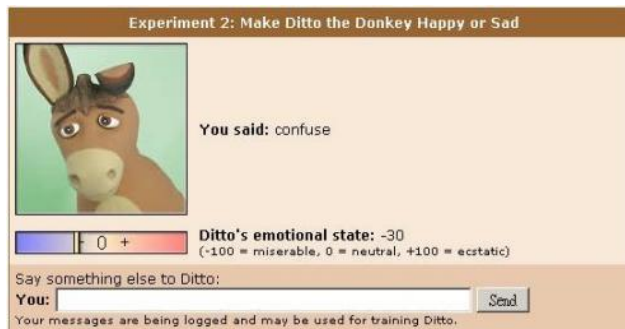 Experiment 2: Make Ditto the Donkey Happy or Sad
You said: confuse
- 0 +
Ditto's emotional state: -30
(-100 = miserable, 0 = neutral, +100 = ecstatic)
Say something else to Ditto:
You: Send
Your messages are being logged and may be used for training Ditto.